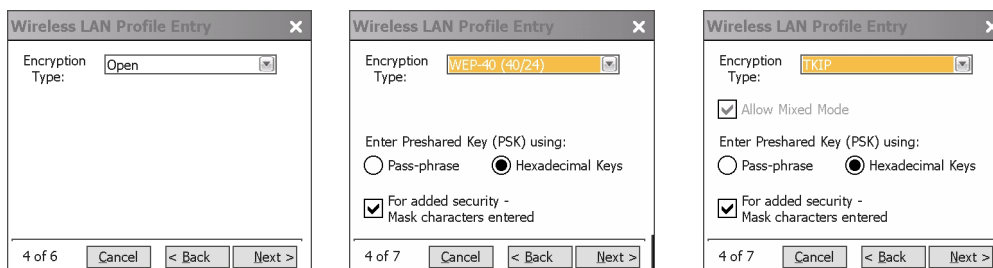 Wireless LAN Profile Entry
Encryption Type:
Open
4 of 6
Cancel
< Back
Next >
Wireless LAN Profile Entry
Encryption Type:
WEP-40 (40/24)
Enter Preshared Key (PSK) using:
Pass-phrase
Hexadecimal Keys
For added security -
Mask characters entered
4 of 7
Cancel
< Back
Next >
Wireless LAN Profile Entry
Encryption Type:
TKIP
Allow Mixed Mode
Enter Preshared Key (PSK) using:
Pass-phrase
Hexadecimal Keys
For added security -
Mask characters entered
4 of 7
Cancel
< Back
Next >